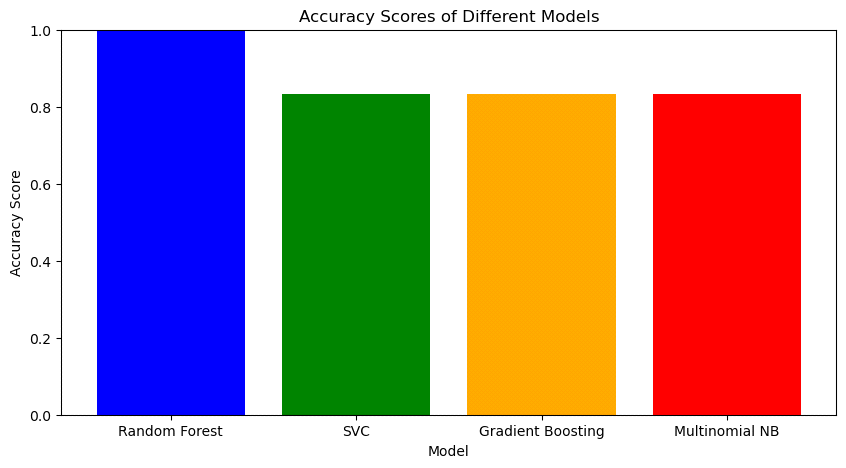 Accuracy Scores of Different Models
Accuracy Score
1.0
0.8
0.6
0.4
0.2
0.0
Random Forest
SVC
Gradient Boosting
Multinomial NB
Model